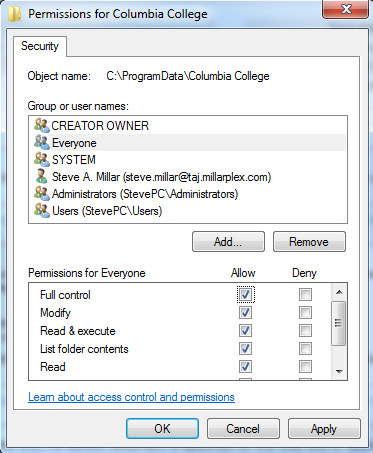 Permissions for Columbia College
Security
Object name: C:\ProgramData\Columbia College
Group or user names:
CREATOR OWNER
Everyone
SYSTEM
Steve A. Millar (steve.millar@taj.millarplex.com)
Administrators (StevePC\Administrators)
Users (StevePC\Users)
Add... Remove
Permissions for Everyone Allow Deny
Full control
Modify
Read & execute
List folder contents
Read
Learn about access control and permissions
OK Cancel Apply